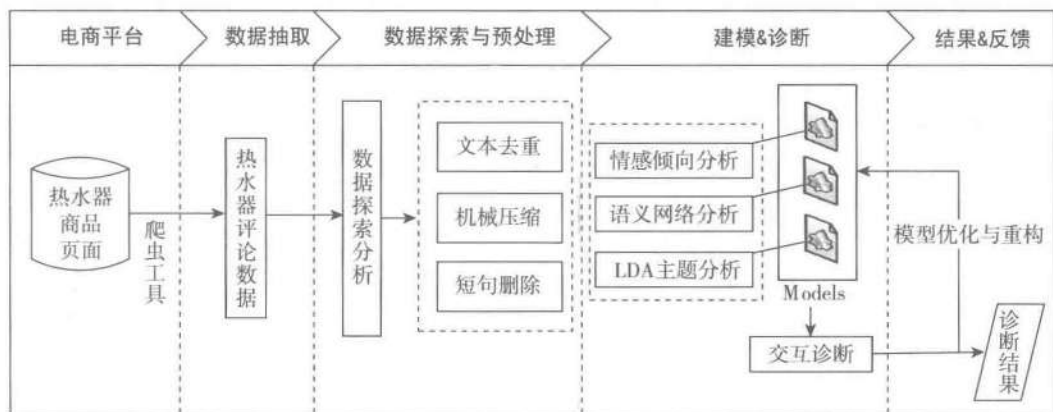 电商平台
数据抽取
数据探索与预处理
建模&诊断
结果&反馈
热水器
商品
页面
爬虫工具
热水器评论数据
数据探索分析
文本去重
机械压缩
短句删除
情感倾向分析
语义网络分析
LDA主题分析
Models
交互诊断
模型优化与重构
诊断结果